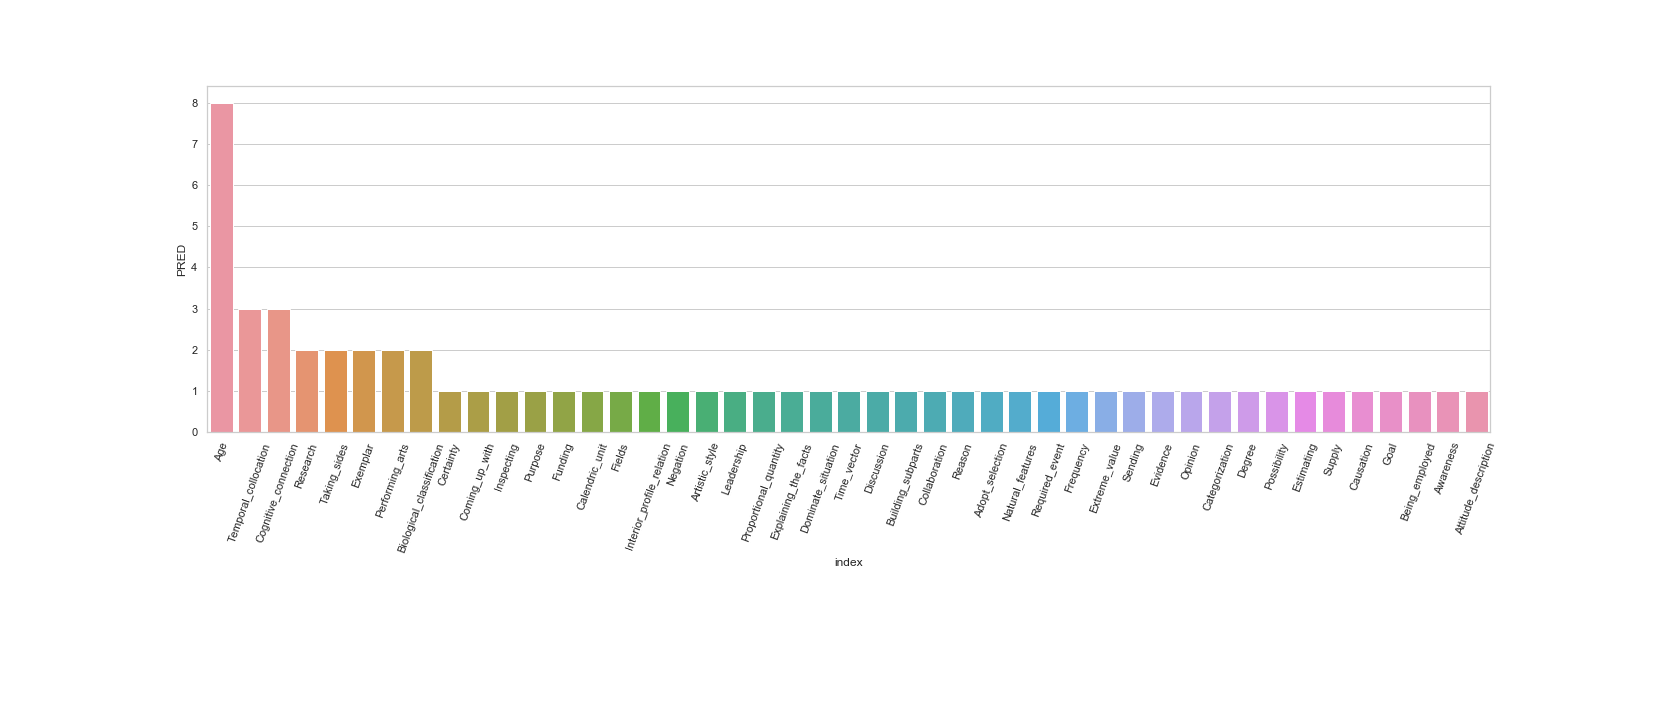 8
7
6
5
4
3
2
1
0
PRED
Age
Temporal_collocation
Cognitive_connection
Research
Taking_sides
Exemplar
Performing_arts
Biological_classification
Certainty
Coming_up_with
Inspecting
Purpose
Funding
Calendric_unit
Fields
Interior_profile_relation
Negation
Artistic_style
Leadership
Proportional_quantity
Explaining_the_facts
Dominate_situation
Time_vector
Discussion
Building_subparts
Collaboration
Reason
Adopt_selection
Natural_features
Required_event
Frequency
Extreme_value
Sending
Evidence
Opinion
Categorization
Degree
Possibility
Estimating
Supply
Causation
Goal
Being_employed
Awareness
Attitude_description
index